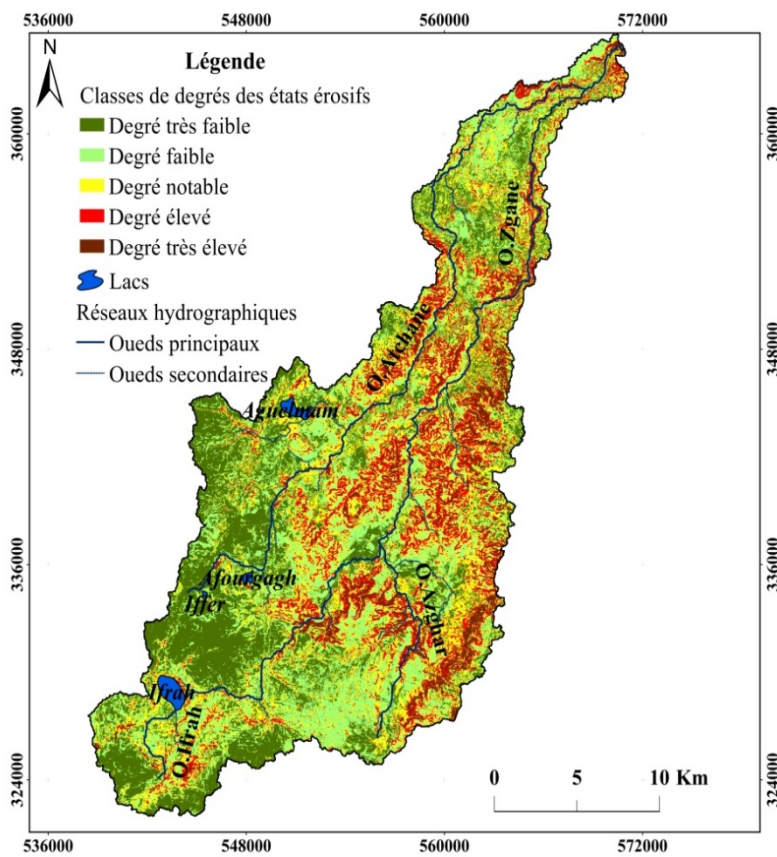 536000 548000 560000 572000
N
Légende
Classes de degrés des états érosifs
Degré très faible
Degré faible
Degré notable
Degré élevé
Degré très élevé
Lacs
Réseaux hydrographiques
Oueds principaux
Oueds secondaires
360000
360000
348000
348000
336000
336000
324000
324000
O.Zgane
O.Atchane
Aguelmam
Afourgagh
Iffer
O.Azghar
Ifrah
O.Ifrah
0 5 10 Km
536000 548000 560000 572000